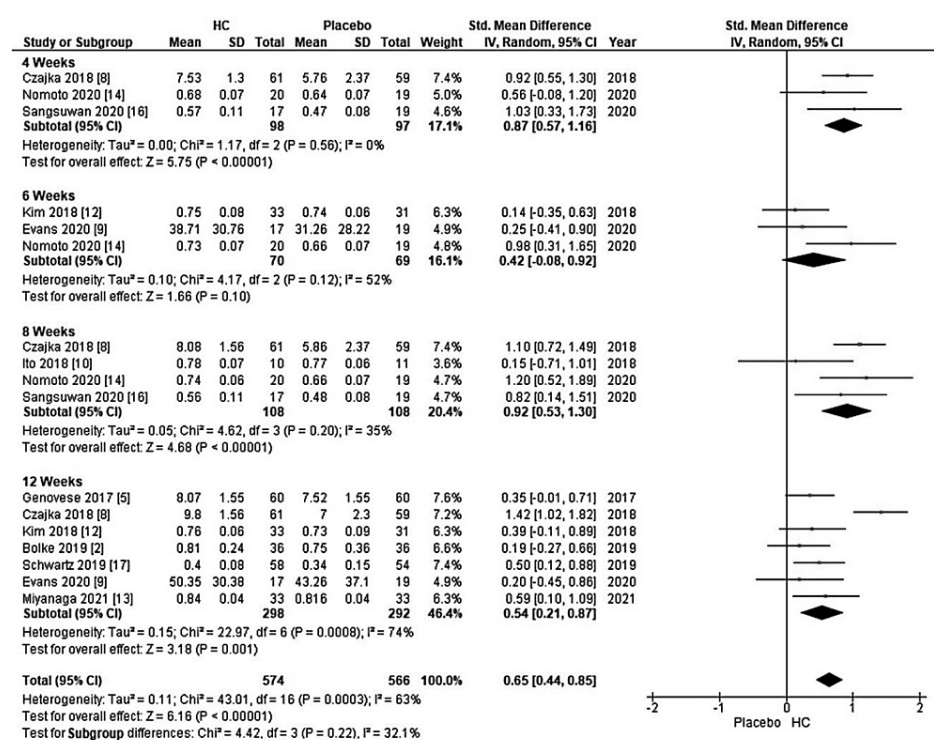 HC Placebo Std. Mean Difference Std. Mean Difference
Study or Subgroup Mean SD Total Mean SD Total Weight IV, Random, 95% CI Year IV, Random, 95% CI
4 Weeks
Czajka 2018 [8] 7.53 1.3 61 5.76 2.37 59 7.4% 0.92 [0.55, 1.30] 2018
Nomoto 2020 [14] 0.68 0.07 20 0.64 0.07 19 5.0% 0.56 [-0.08, 1.20] 2020
Sangsuwan 2020 [16] 0.57 0.11 17 0.47 0.08 19 4.6% 1.03 [0.33, 1.73] 2020
Subtotal (95% CI) 98 97 17.1% 0.87 [0.57, 1.16]
Heterogeneity: Tau² = 0.00; Chi² = 1.17, df = 2 (P = 0.56); I² = 0%
Test for overall effect: Z = 5.75 (P < 0.00001)
6 Weeks
Kim 2018 [12] 0.75 0.08 33 0.74 0.06 31 6.3% 0.14 [-0.35, 0.63] 2018
Evans 2020 [9] 38.71 30.76 17 31.26 28.22 19 4.9% 0.25 [-0.41, 0.90] 2020
Nomoto 2020 [14] 0.73 0.07 20 0.66 0.07 19 4.8% 0.98 [0.31, 1.65] 2020
Subtotal (95% CI) 70 69 16.1% 0.42 [-0.08, 0.92]
Heterogeneity: Tau² = 0.10; Chi² = 4.17, df = 2 (P = 0.12); I² = 52%
Test for overall effect: Z = 1.66 (P = 0.10)
8 Weeks
Czajka 2018 [8] 8.08 1.56 61 5.86 2.37 59 7.4% 1.10 [0.72, 1.49] 2018
Ito 2018 [10] 0.78 0.07 10 0.77 0.06 11 3.6% 0.15 [-0.71, 1.01] 2018
Nomoto 2020 [14] 0.74 0.06 20 0.66 0.07 19 4.7% 1.20 [0.52, 1.89] 2020
Sangsuwan 2020 [16] 0.56 0.11 17 0.48 0.08 19 4.7% 0.82 [0.14, 1.51] 2020
Subtotal (95% CI) 108 108 20.4% 0.92 [0.53, 1.30]
Heterogeneity: Tau² = 0.05; Chi² = 4.62, df = 3 (P = 0.20); I² = 35%
Test for overall effect: Z = 4.68 (P < 0.00001)
12 Weeks
Genovese 2017 [5] 8.07 1.55 60 7.52 1.55 60 7.6% 0.35 [-0.01, 0.71] 2017
Czajka 2018 [8] 9.8 1.56 61 7 2.3 59 7.2% 1.42 [1.02, 1.82] 2018
Kim 2018 [12] 0.76 0.06 33 0.73 0.09 31 6.2% 0.39 [-0.11, 0.89] 2018
Bolke 2019 [2] 0.81 0.24 36 0.75 0.36 36 6.6% 0.19 [-0.27, 0.66] 2019
Schwartz 2019 [17] 0.4 0.08 58 0.34 0.15 54 7.4% 0.50 [0.12, 0.88] 2019
Evans 2020 [9] 50.35 30.38 17 43.26 37.1 19 4.9% 0.20 [-0.45, 0.86] 2020
Miyanaga 2021 [13] 0.84 0.04 33 0.816 0.04 33 6.3% 0.59 [0.10, 1.09] 2021
Subtotal (95% CI) 298 292 46.4% 0.54 [0.21, 0.87]
Heterogeneity: Tau² = 0.15; Chi² = 22.97, df = 6 (P = 0.0008); I² = 74%
Test for overall effect: Z = 3.18 (P = 0.001)
Total (95% CI) 574 566 100.0% 0.65 [0.44, 0.85]
Heterogeneity: Tau² = 0.11; Chi² = 43.01, df = 16 (P = 0.0003); I² = 63%
Test for overall effect: Z = 6.16 (P < 0.00001)
Test for Subgroup differences: Chi² = 4.42, df = 3 (P = 0.22), I² = 32.1%
-2 -1 0 1 2
Placebo HC